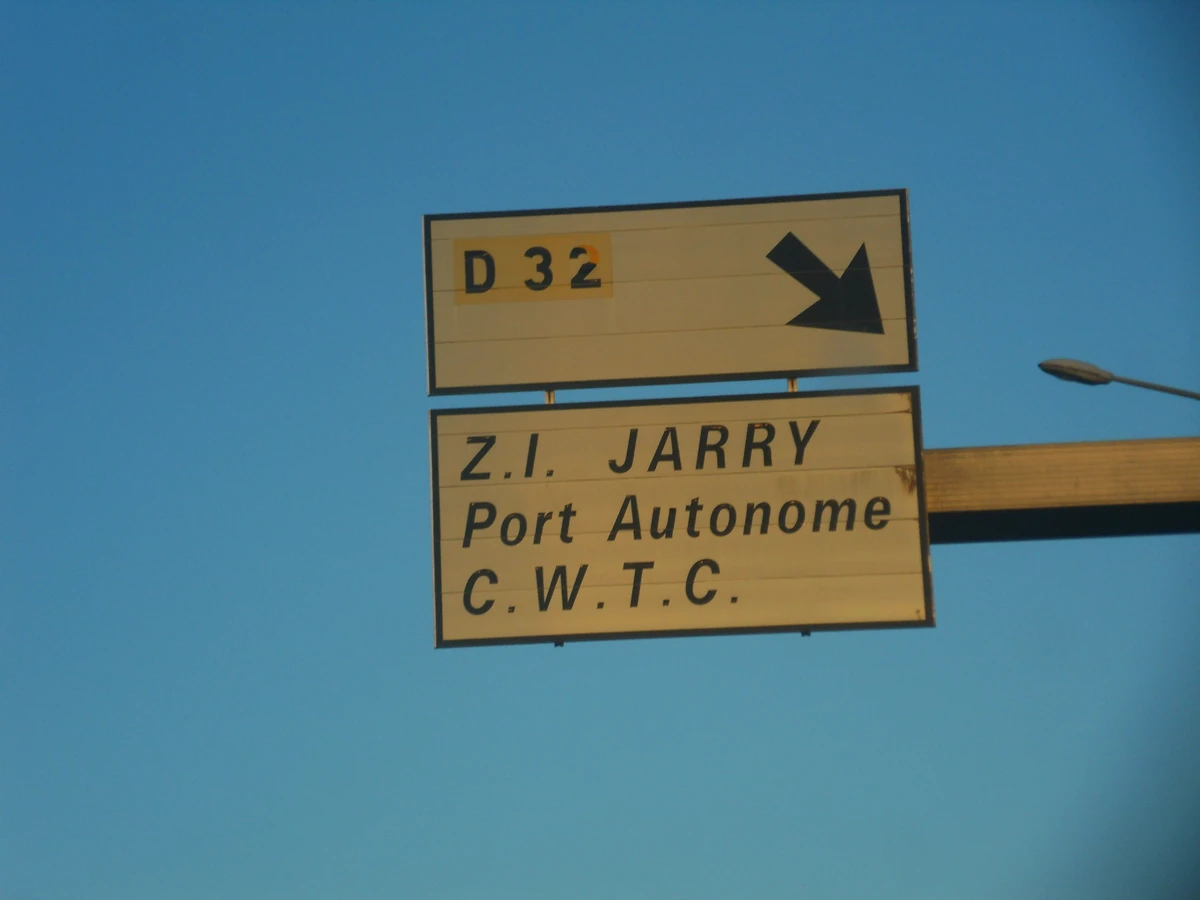 D 32
Z.I. JARRY
Port Autonome
C.W.T.C.